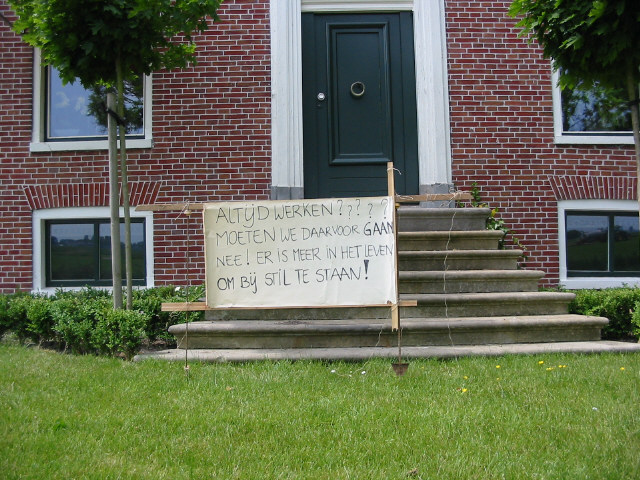 ALTIJD WERKEN????
MOETEN WE DAARVOOR GAAN
NEE! ER IS MEER IN HET LEVEN
OM BIJ STIL TE STAAN!